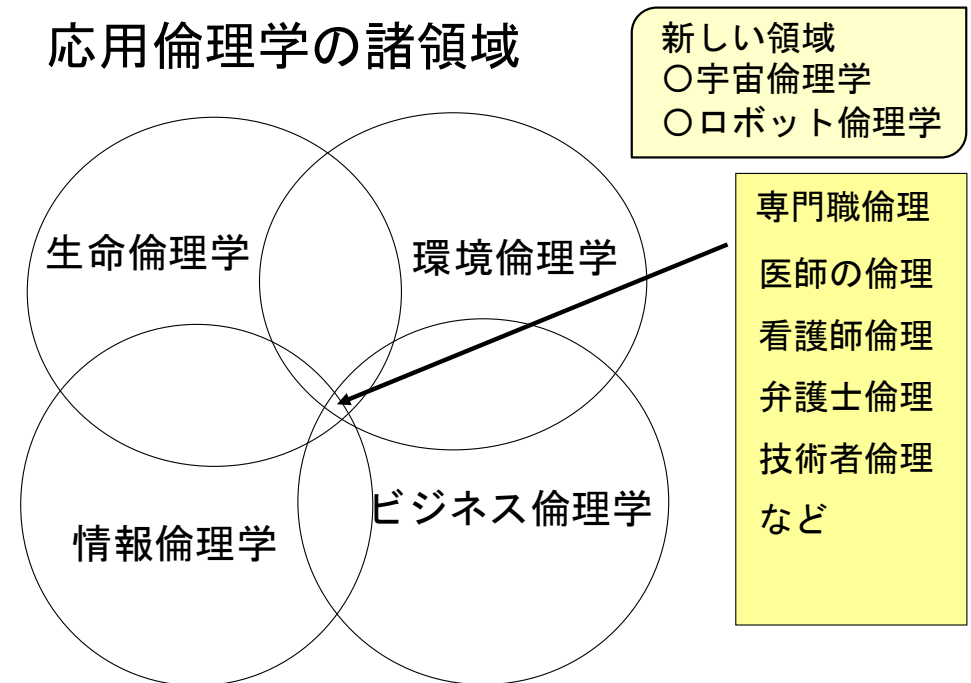 応用倫理学の諸領域
新しい領域
〇宇宙倫理学
〇ロボット倫理学
生命倫理学
環境倫理学
情報倫理学
ビジネス倫理学
専門職倫理
医師の倫理
看護師倫理
弁護士倫理
技術者倫理
など